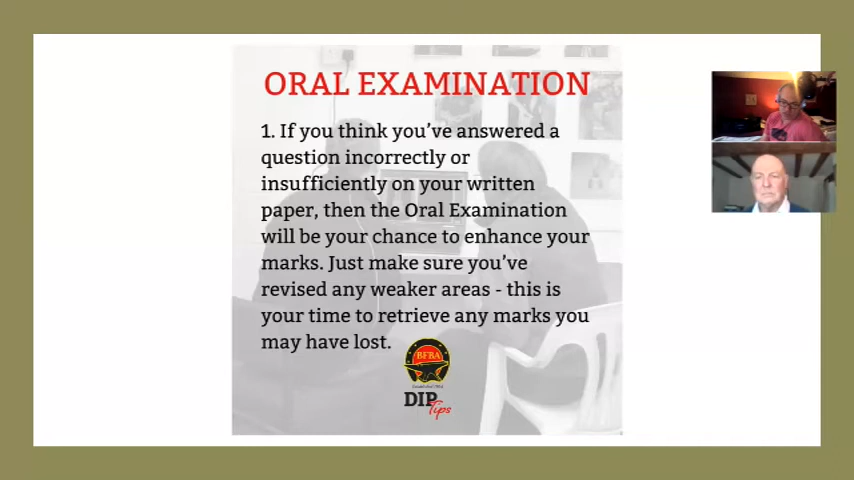 ORAL EXAMINATION
1. If you think you've answered a
question incorrectly or
insufficiently on your written
paper, then the Oral Examination
will be your chance to enhance your
marks. Just make sure you've
revised any weaker areas - this is
your time to retrieve any marks you
may have lost.
BFBA
DIP
Tips